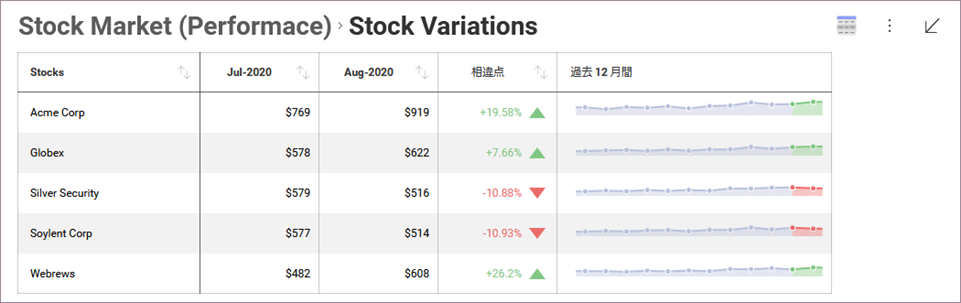 Stock Market (Performace) › Stock Variations
Stocks Jul-2020 Aug-2020 相違点 過去 12 月間
Acme Corp $769 $919 +19.58%
Globex $578 $622 +7.66%
Silver Security $579 $516 -10.88%
Soylent Corp $577 $514 -10.93%
Webrews $482 $608 +26.2%